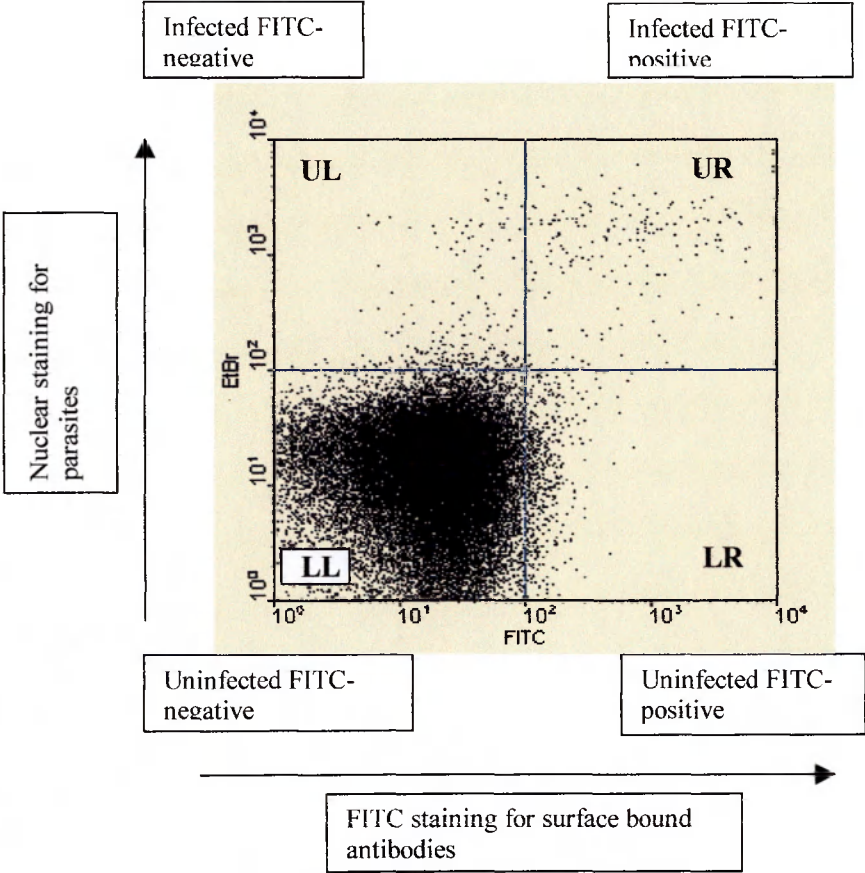 Infected FITC-
negative
Infected FITC-
positive
Nuclear staining for
parasites
EtBr
10⁴
10³
10²
10¹
10⁰
UL
UR
LL
LR
10⁰
10¹
10²
10³
10⁴
FITC
Uninfected FITC-
negative
Uninfected FITC-
positive
FITC staining for surface bound
antibodies